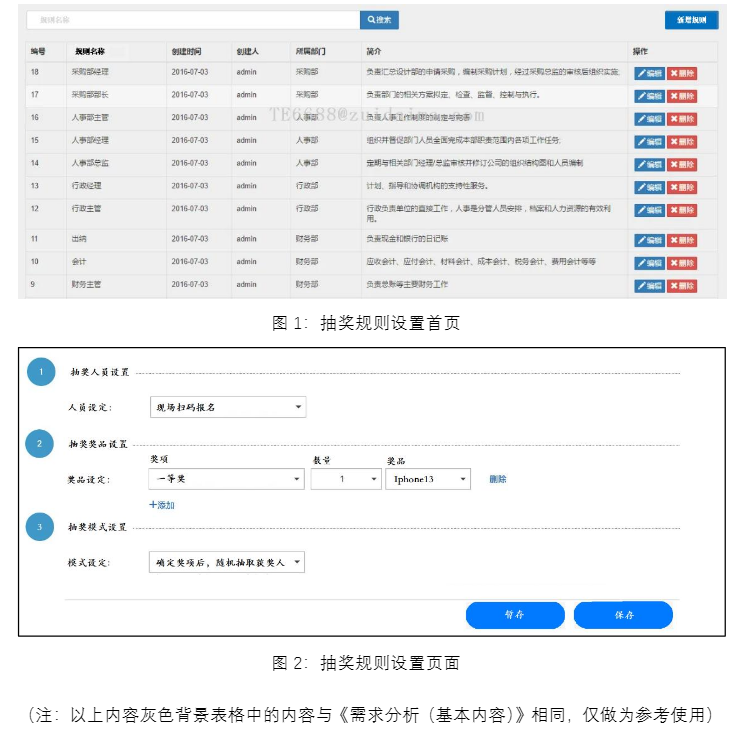 规则名称 搜索 新增规则
编号 规则名称 创建时间 创建人 所属部门 简介 操作
18 采购部经理 2016-07-03 admin 采购部 负责汇总设计部的申请采购，编制采购计划，经过采购总监的审核后组织实施; 编辑 删除
17 采购部部长 2016-07-03 admin 采购部 负责部门的相关方案拟定、检查、监督、控制与执行。 编辑 删除
16 人事部主管 2016-07-03 admin 人事部 负责人事工作制度的制定与完善 编辑 删除
15 人事部经理 2016-07-03 admin 人事部 组织并督促部门人员全面完成本部职责范围内各项工作任务; 编辑 删除
14 人事部总监 2016-07-03 admin 人事部 定期与相关部门经理/总监审核并修订公司的组织结构图和人员编制 编辑 删除
13 行政经理 2016-07-03 admin 行政部 计划、指导和协调机构的支持性服务。 编辑 删除
12 行政主管 2016-07-03 admin 行政部 行政负责单位的直接工作，人事是分管人员安排，档案和人力资源的有效利 编辑 删除
用。
11 出纳 2016-07-03 admin 财务部 负责现金和银行的日记账 编辑 删除
10 会计 2016-07-03 admin 财务部 应收会计、应付会计、材料会计、成本会计、税务会计、费用会计等等 编辑 删除
9 财务主管 2016-07-03 admin 财务部 负责总账等主要财务工作 编辑 删除
图 1：抽奖规则设置首页
1 抽奖人员设置
人员设定： 现场扫码报名
2 抽奖奖品设置
奖项 数量 奖品
奖品设定： 一等奖 1 Iphone13 删除
+添加
3 抽奖模式设置
模式设定： 确定奖项后，随机抽取获奖人
暂存 保存
图 2：抽奖规则设置页面
（注：以上内容灰色背景表格中的内容与《需求分析（基本内容）》相同，仅做为参考使用）